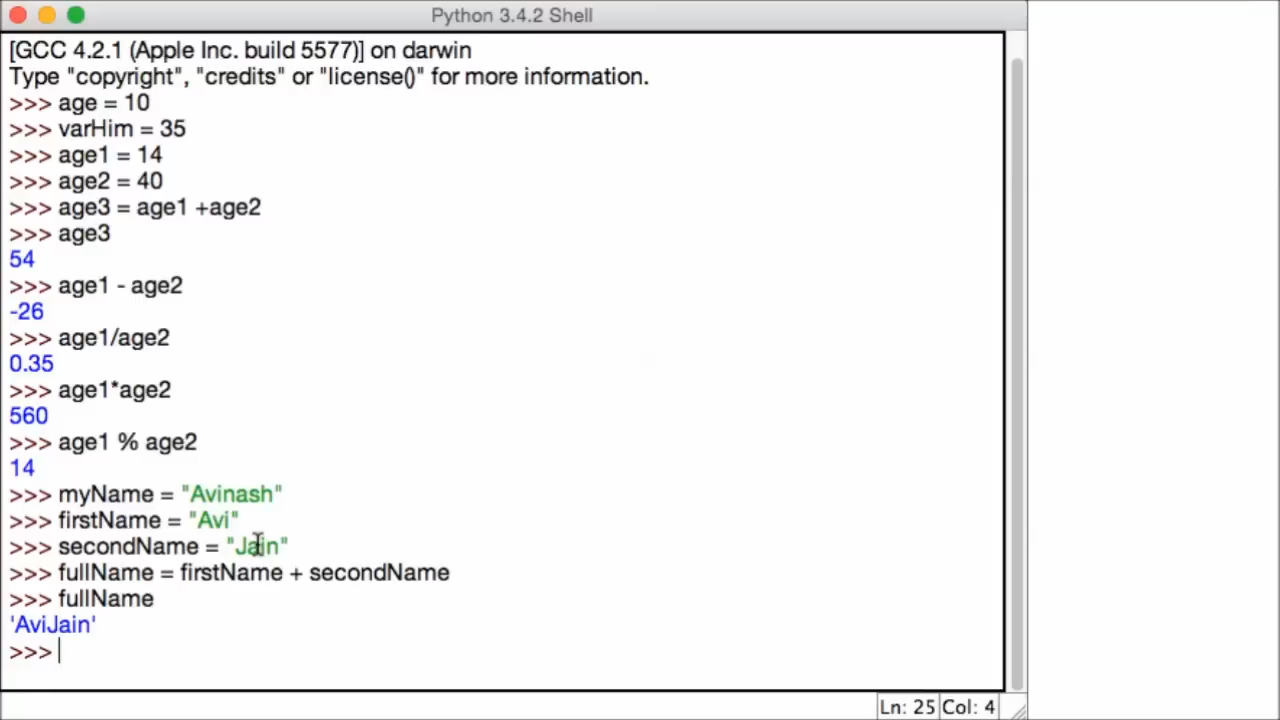 Python 3.4.2 Shell
[GCC 4.2.1 (Apple Inc. build 5577)] on darwin
Type "copyright", "credits" or "license()" for more information.
>>> age = 10
>>> varHim = 35
>>> age1 = 14
>>> age2 = 40
>>> age3 = age1 +age2
>>> age3
54
>>> age1 - age2
-26
>>> age1/age2
0.35
>>> age1*age2
560
>>> age1 % age2
14
>>> myName = "Avinash"
>>> firstName = "Avi"
>>> secondName = "Jain"
>>> fullName = firstName + secondName
>>> fullName
'AviJain'
>>>
Ln: 25 Col: 4